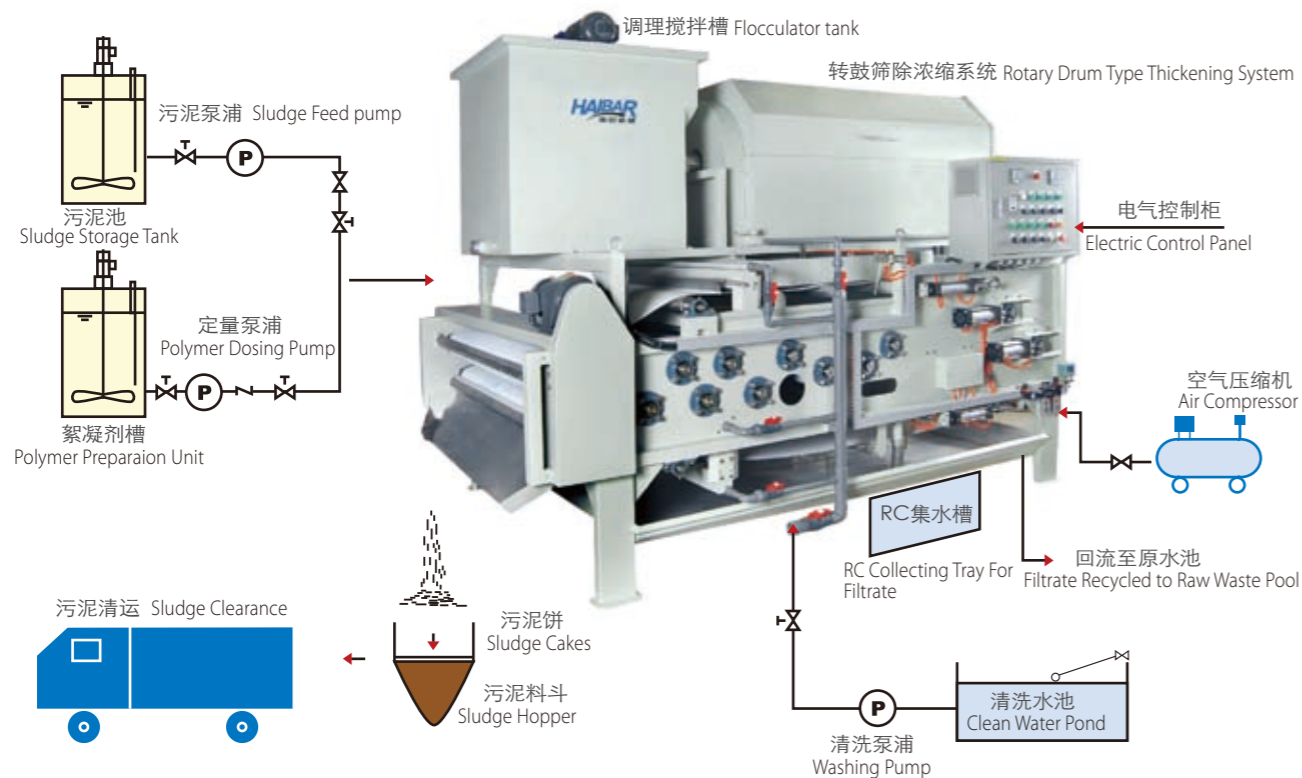 调理搅拌槽 Flocculator tank
转鼓筛除浓缩系统 Rotary Drum Type Thickening System
HAIBAR
污泥泵浦 Sludge Feed pump
P
污泥池
Sludge Storage Tank
电气控制柜
Electric Control Panel
定量泵浦
Polymer Dosing Pump
P
絮凝剂槽
Polymer Preparaion Unit
空气压缩机
Air Compressor
RC集水槽
RC Collecting Tray For
Filtrate
回流至原水池
Filtrate Recycled to Raw Waste Pool
污泥清运 Sludge Clearance
污泥饼
Sludge Cakes
污泥料斗
Sludge Hopper
清洗水池
Clean Water Pond
P
清洗泵浦
Washing Pump